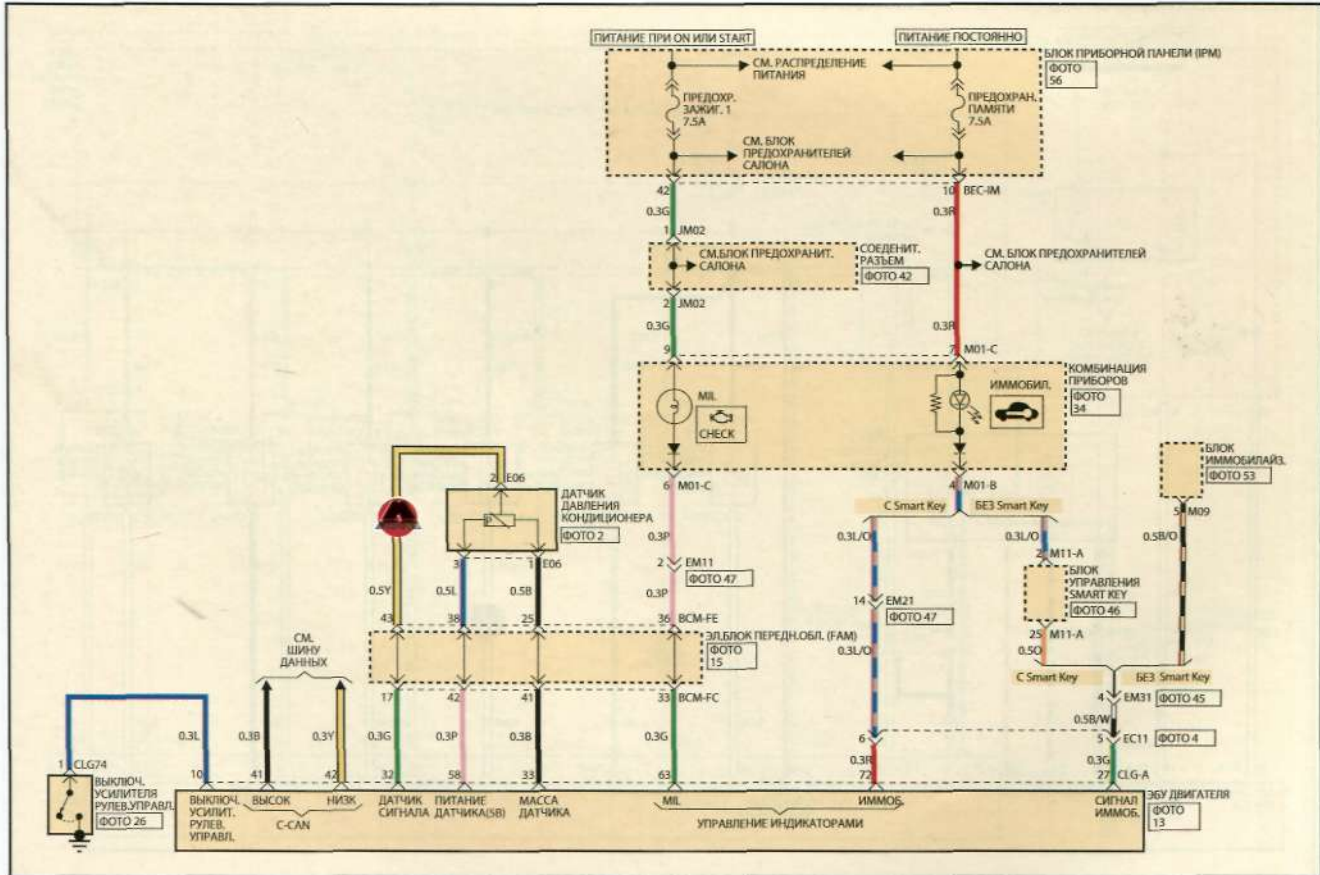 ПИТАНИЕ ПРИ ON ИЛИ START
ПИТАНИЕ ПОСТОЯННО
БЛОК ПРИБОРНОЙ ПАНЕЛИ (IPM)
ФОТО
56
СМ. РАСПРЕДЕЛЕНИЕ
ПИТАНИЯ
ПРЕДОХР.
ЗАЖИГ. 1
7.5A
ПРЕДОХРАН.
ПАМЯТИ
7.5A
СМ. БЛОК
ПРЕДОХРАНИТЕЛЕЙ
САЛОНА
42
10
BEC-IM
0.3G
0.3R
1
JM02
СМ.БЛОК ПРЕДОХРАНИТ.
САЛОНА
СОЕДЕНИТ.
РАЗЪЕМ
ФОТО 42
СМ. БЛОК ПРЕДОХРАНИТЕЛЕЙ
САЛОНА
2
JM02
0.3G
0.3R
9
7
M01-C
КОМБИНАЦИЯ
ПРИБОРОВ
ФОТО
34
MIL
CHECK
ИММОБИЛ.
6
M01-C
4
M01-B
БЛОК
ИММОБИЛАЙЗ.
ФОТО 53
2
E06
ДАТЧИК
ДАВЛЕНИЯ
КОНДИЦИОНЕРА
ФОТО 2
P
С Smart Key
БЕЗ Smart Key
5
M09
0.3P
0.3L/O
0.3L/O
0.5B/O
3
1
E06
2
EM11
ФОТО 47
2
M11-A
БЛОК
УПРАВЛЕНИЯ
SMART KEY
ФОТО 46
0.5Y
0.5L
0.5B
0.3P
14
EM21
ФОТО 47
43
38
25
36
BCM-FE
25
M11-A
ЭЛ.БЛОК ПЕРЕДН.ОБЛ. (FAM)
ФОТО
15
0.3L/O
0.5O
СМ.
ШИНУ
ДАННЫХ
С Smart Key
БЕЗ Smart Key
17
42
41
33
BCM-FC
4
EM31
ФОТО 45
0.5B/W
6
5
EC11
ФОТО 4
0.3L
0.3B
0.3Y
0.3G
0.3P
0.3B
0.3G
0.3R
0.3G
1
CLG74
10
41
42
32
58
33
63
72
27
CLG-A
ВЫКЛЮЧ.
УСИЛИТЕЛЯ
РУЛЕВ.УПРАВЛ.
ФОТО 26
ВЫКЛЮЧ.
УСИЛИТ.
РУЛЕВ.
УПРАВЛ.
ВЫСОК
НИЗК
C-CAN
ДАТЧИК
СИГНАЛА
ПИТАНИЕ
ДАТЧИКА(5В)
МАССА
ДАТЧИКА
MIL
ИММОБ.
УПРАВЛЕНИЕ ИНДИКАТОРАМИ
СИГНАЛ
ИММОБ.
ЭБУ ДВИГАТЕЛЯ
ФОТО
13